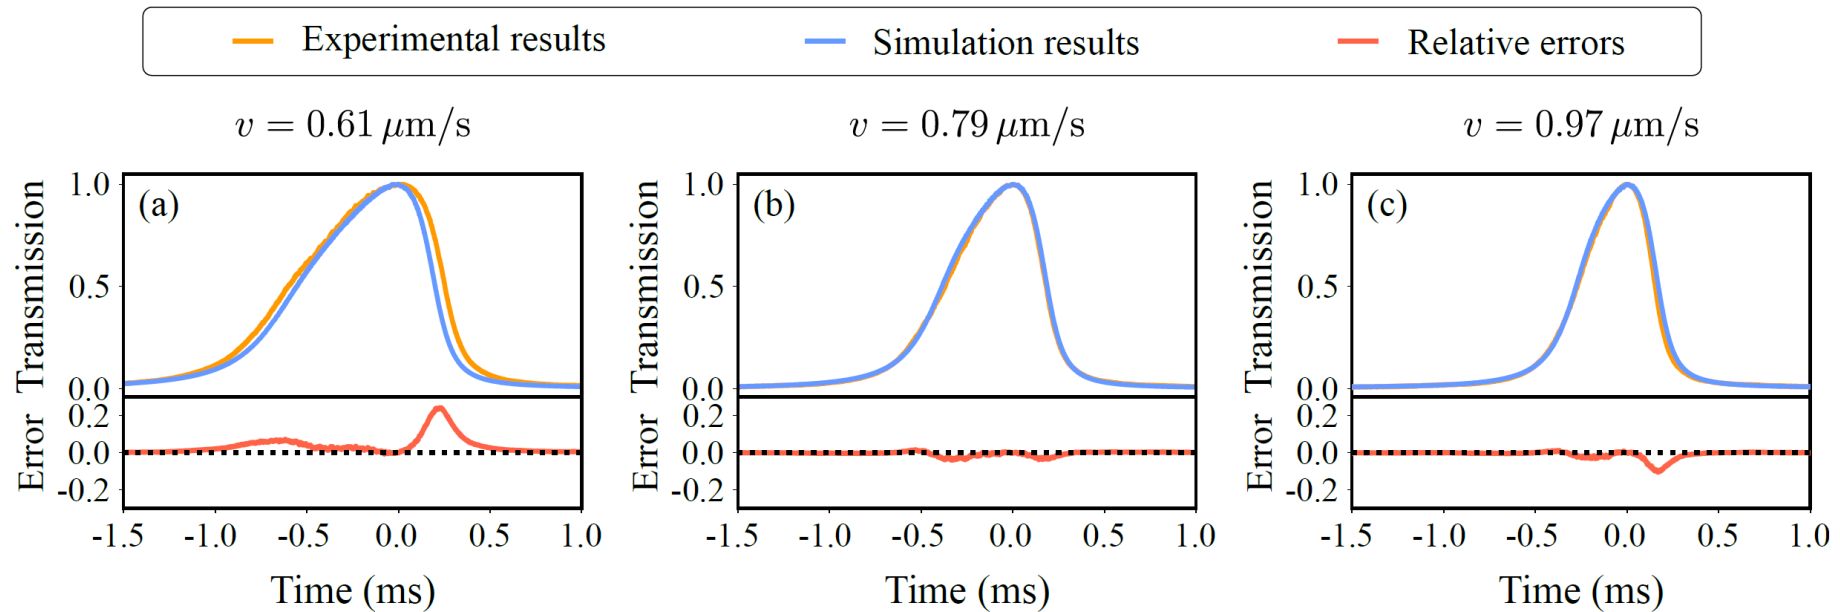 Experimental results Simulation results Relative errors
v = 0.61 μm/s v = 0.79 μm/s v = 0.97 μm/s
(a)
Transmission
1.0
0.5
0.0
Error
0.2
0.0
-0.2
-1.5 -1.0 -0.5 0.0 0.5 1.0
Time (ms)
(b)
Transmission
1.0
0.5
0.0
Error
0.2
0.0
-0.2
-1.5 -1.0 -0.5 0.0 0.5 1.0
Time (ms)
(c)
Transmission
1.0
0.5
0.0
Error
0.2
0.0
-0.2
-1.5 -1.0 -0.5 0.0 0.5 1.0
Time (ms)